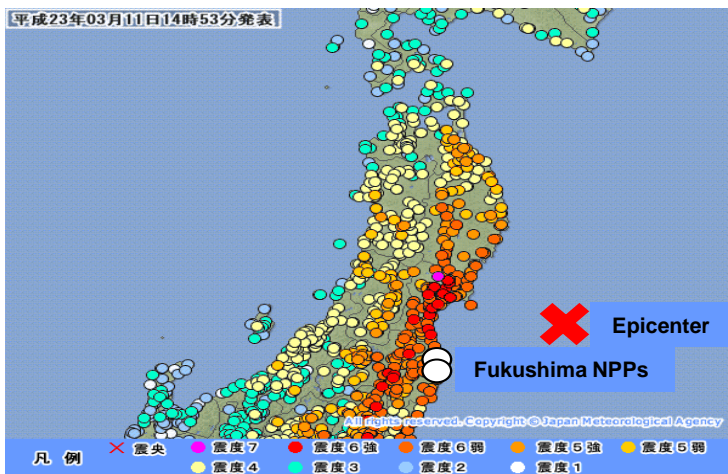 平成23年03月11日14時53分発表
Epicenter
Fukushima NPPs
All rights reserved. Copyright © Japan Meteorological Agency
凡例 震央 震度7 震度6強 震度6弱 震度5強 震度5弱
震度4 震度3 震度2 震度1